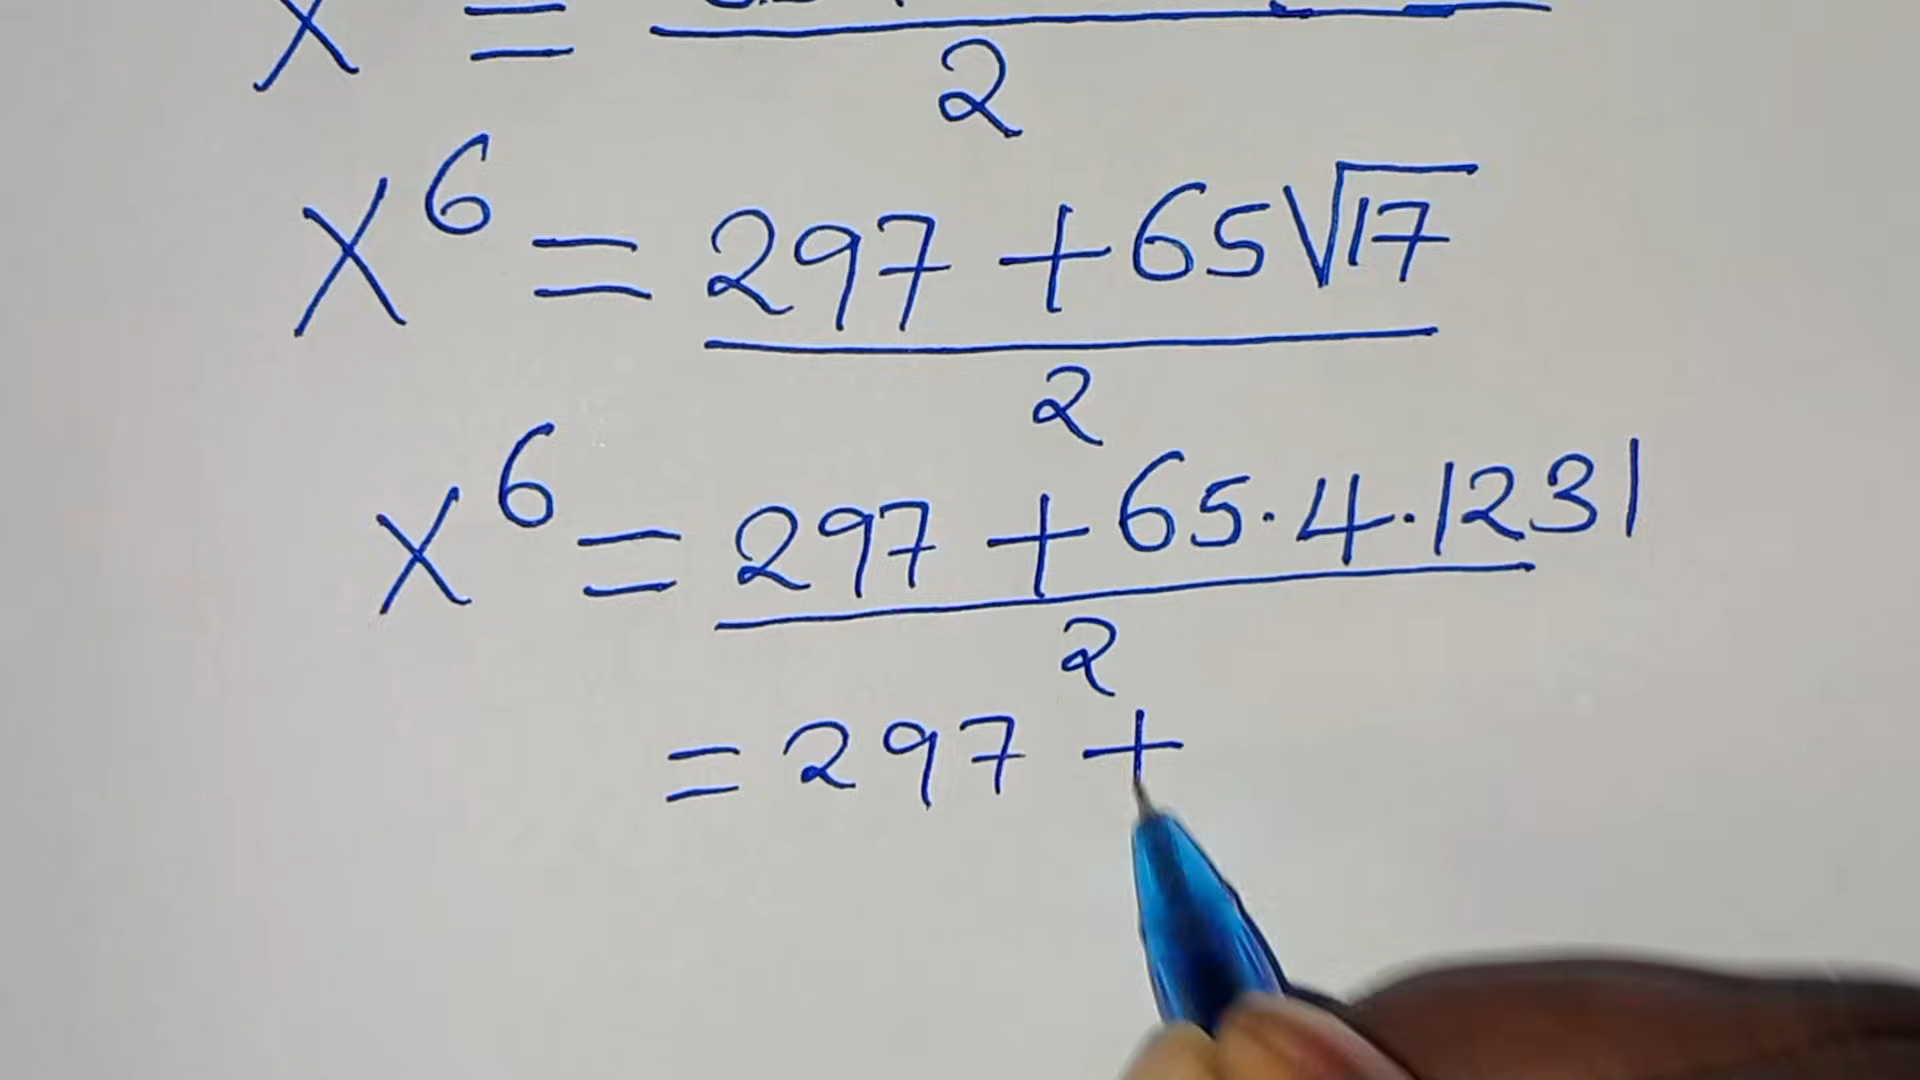 X =
2
X⁶ = 297 + 65√17
2
X⁶ = 297 + 65.4.1231
2
= 297 +